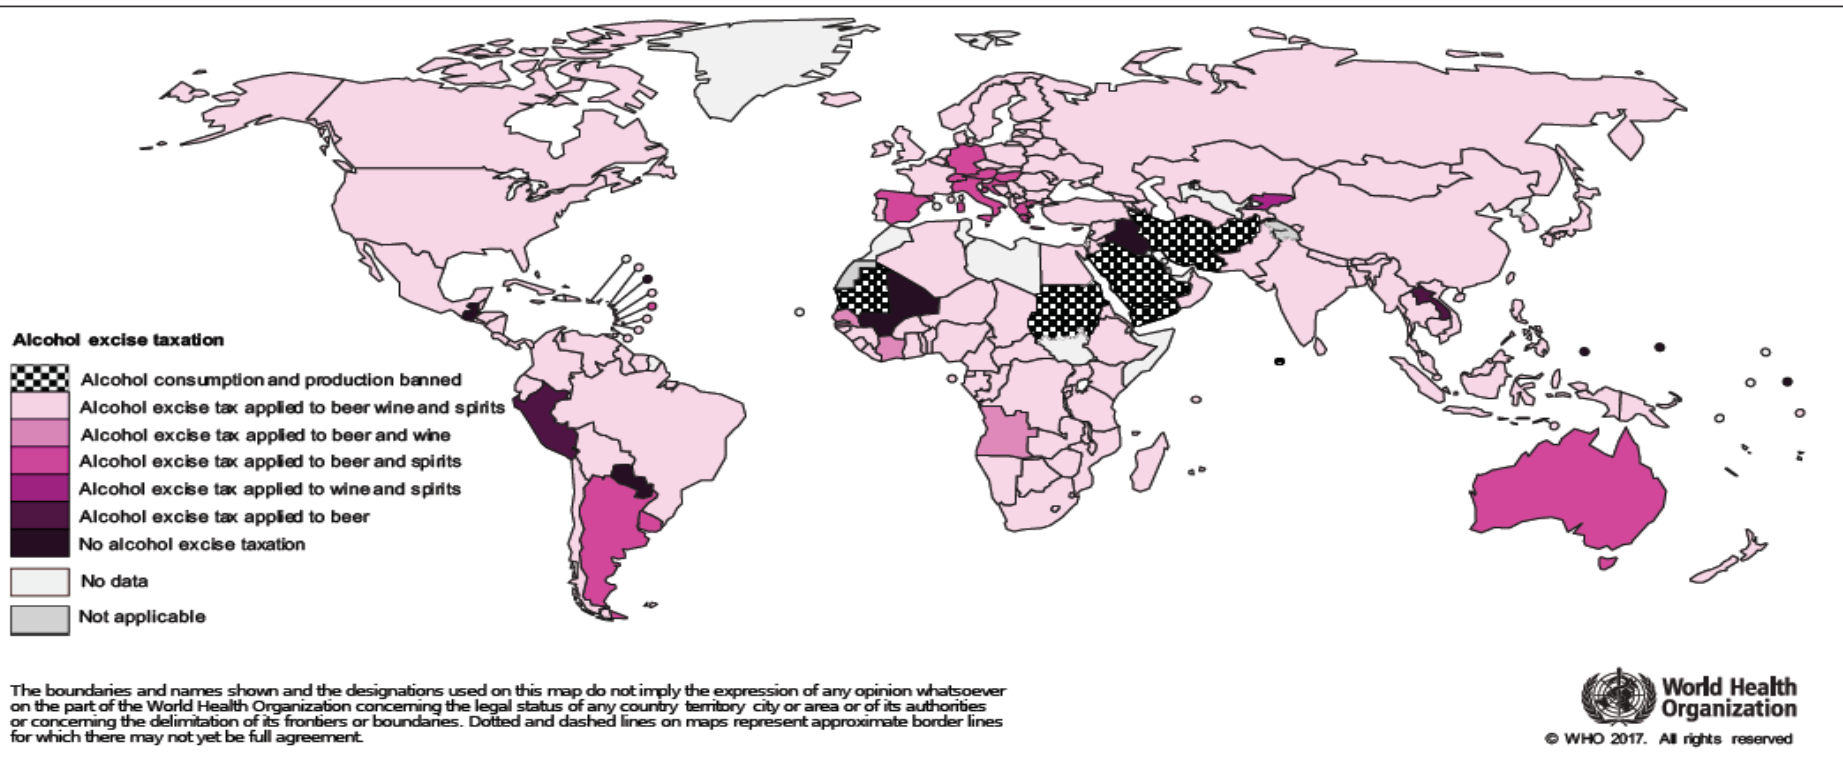 Alcohol excise taxation
Alcohol consumption and production banned
Alcohol excise tax applied to beer wine and spirits
Alcohol excise tax applied to beer and wine
Alcohol excise tax applied to beer and spirits
Alcohol excise tax applied to wine and spirits
Alcohol excise tax applied to beer
No alcohol excise taxation
No data
Not applicable
The boundaries and names shown and the designations used on this map do not imply the expression of any opinion whatsoever
on the part of the World Health Organization concerning the legal status of any country territory city or area or of its authorities
or concerning the delimitation of its frontiers or boundaries. Dotted and dashed lines on maps represent approximate border lines
for which there may not yet be full agreement.
World Health
Organization
© WHO 2017. All rights reserved